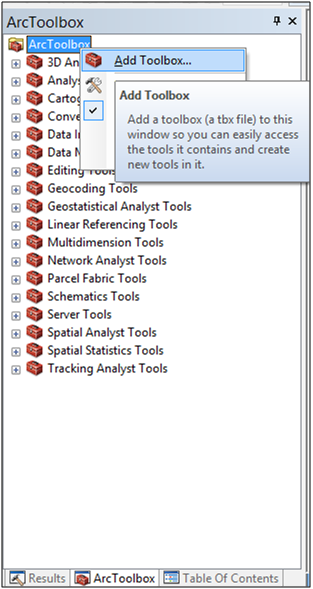 ArcToolbox
ArcToolbox
Add Toolbox...
3D An
Analys
Add Toolbox
Cartog
Add a toolbox (a tbx file) to this
Conve
window so you can easily access
Data In
the tools it contains and create
Data M
new tools in it.
Editing Tools
Geocoding Tools
Geostatistical Analyst Tools
Linear Referencing Tools
Multidimension Tools
Network Analyst Tools
Parcel Fabric Tools
Schematics Tools
Server Tools
Spatial Analyst Tools
Spatial Statistics Tools
Tracking Analyst Tools
Results ArcToolbox Table Of Contents